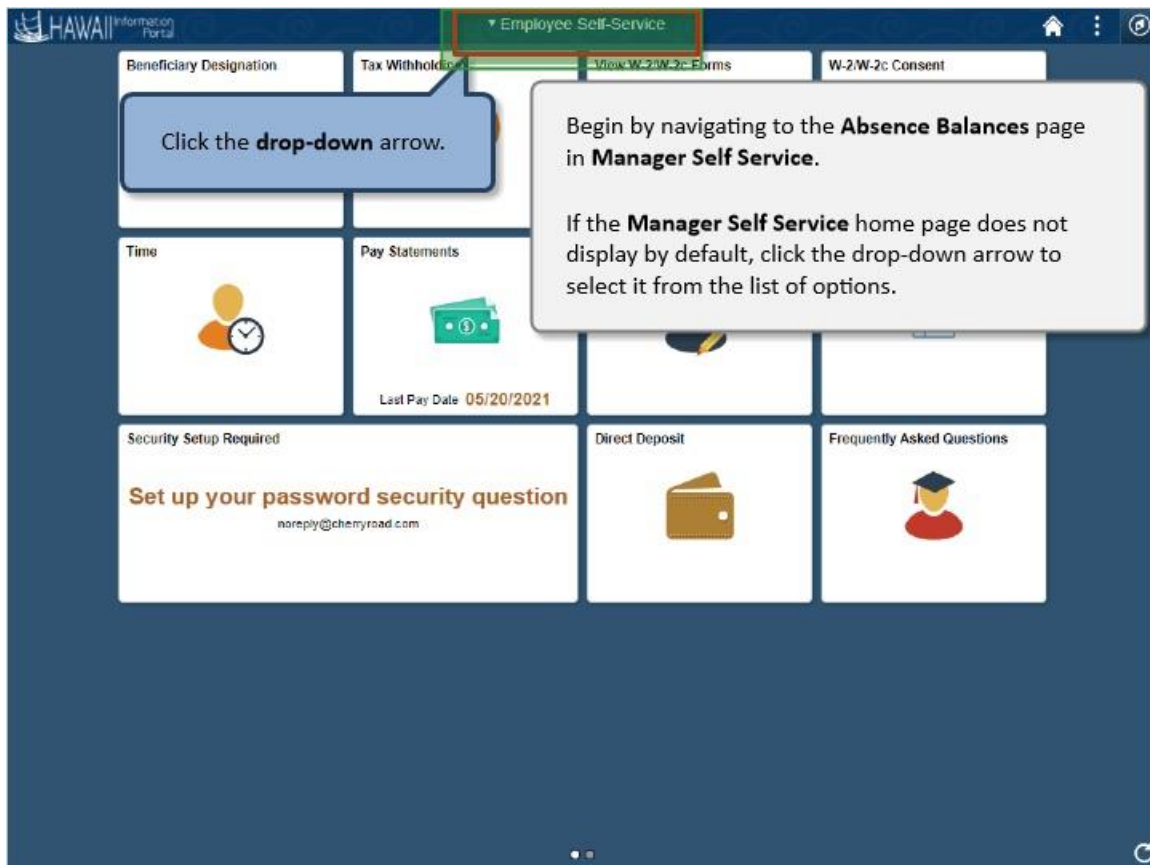 HAWAII Information
Portal
▼ Employee Self-Service
Beneficiary Designation
Tax Withholding
View W-2/W-2c Forms
W-2/W-2c Consent
Click the drop-down arrow.
Begin by navigating to the Absence Balances page
in Manager Self Service.
If the Manager Self Service home page does not
display by default, click the drop-down arrow to
select it from the list of options.
Time
Pay Statements
Last Pay Date 05/20/2021
Security Setup Required
Set up your password security question
noreply@cherryroad.com
Direct Deposit
Frequently Asked Questions